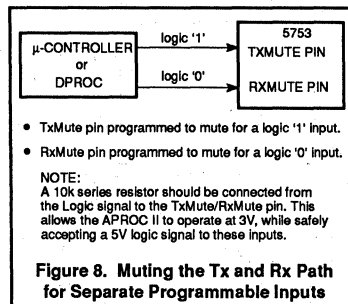 µ-CONTROLLER
or
DPROC
logic '1'
logic '0'
5753
TXMUTE PIN
RXMUTE PIN
• TxMute pin programmed to mute for a logic '1' input.
• RxMute pin programmed to mute for a logic '0' input.
NOTE:
A 10k series resistor should be connected from
the Logic signal to the TxMute/RxMute pin. This
allows the APROC II to operate at 3V, while safely
accepting a 5V logic signal to these inputs.
Figure 8. Muting the Tx and Rx Path
for Separate Programmable Inputs